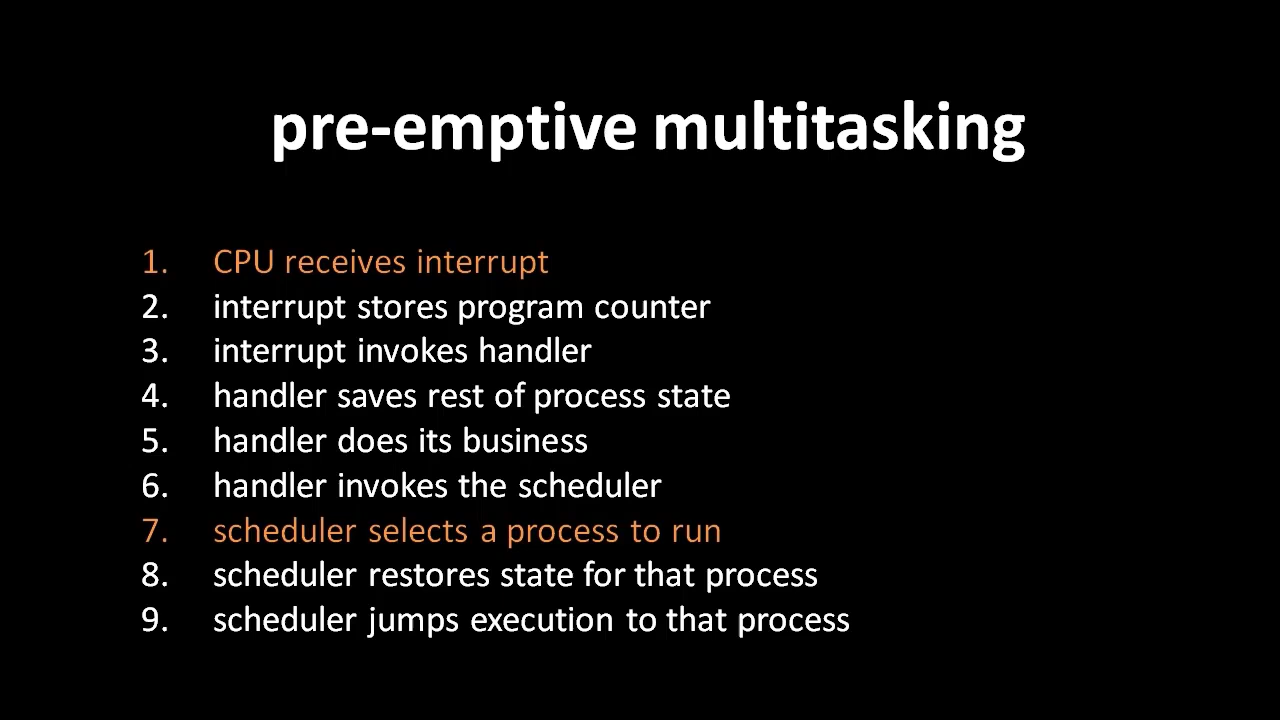 pre-emptive multitasking
1. CPU receives interrupt
2. interrupt stores program counter
3. interrupt invokes handler
4. handler saves rest of process state
5. handler does its business
6. handler invokes the scheduler
7. scheduler selects a process to run
8. scheduler restores state for that process
9. scheduler jumps execution to that process